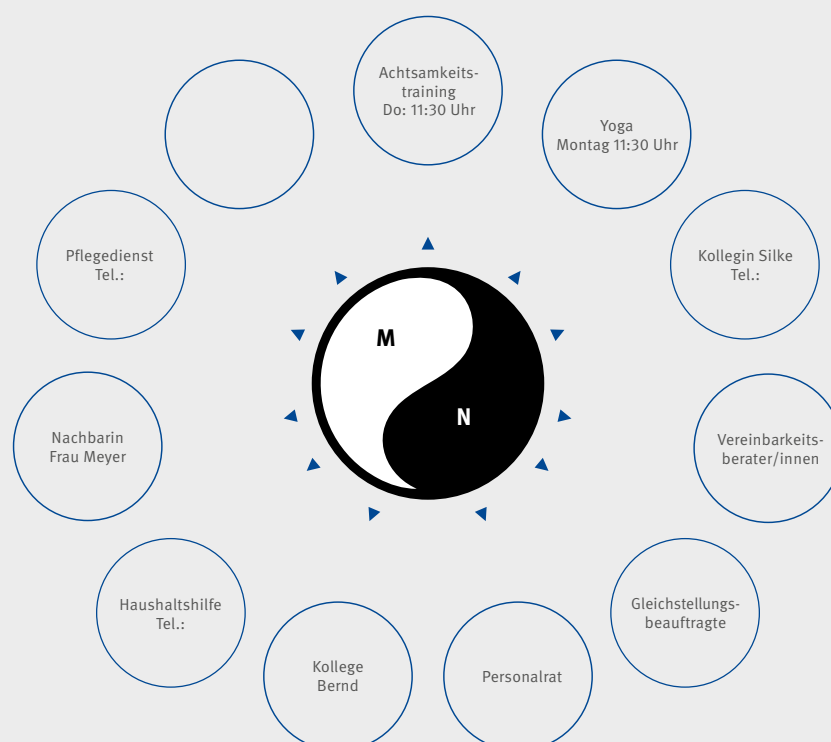 Achtsamkeits-
training
Do: 11:30 Uhr
Yoga
Montag 11:30 Uhr
Pflegedienst
Tel.:
Kollegin Silke
Tel.:
M
N
Nachbarin
Frau Meyer
Vereinbarkeits-
berater/innen
Haushaltshilfe
Tel.:
Gleichstellungs-
beauftragte
Kollege
Bernd
Personalrat